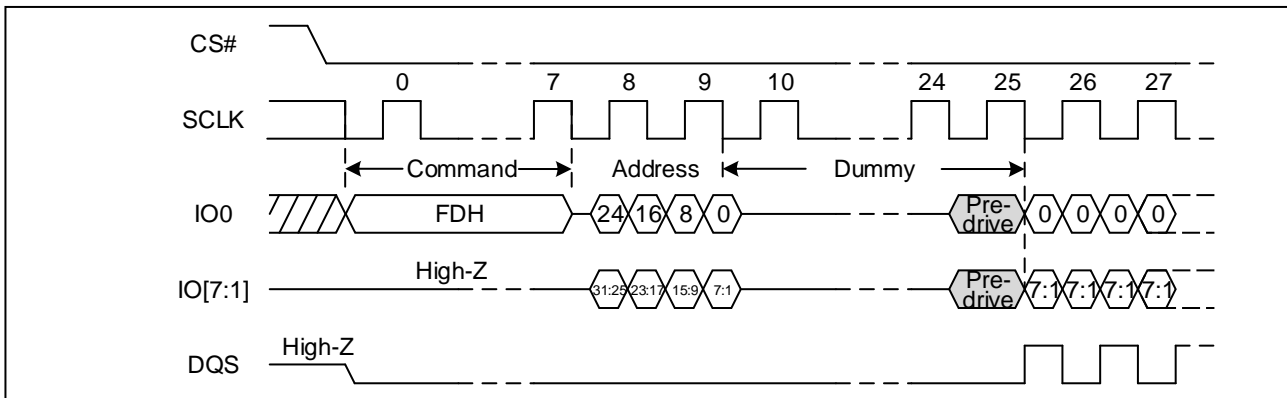 CS#
0 7 8 9 10 24 25 26 27
SCLK
Command Address Dummy
IO0 FDH 24 16 8 0 Pre-drive 0 0 0 0
High-Z
IO[7:1] 31:25 23:17 15:9 7:1 Pre-drive 7:1 7:1 7:1 7:1
High-Z
DQS